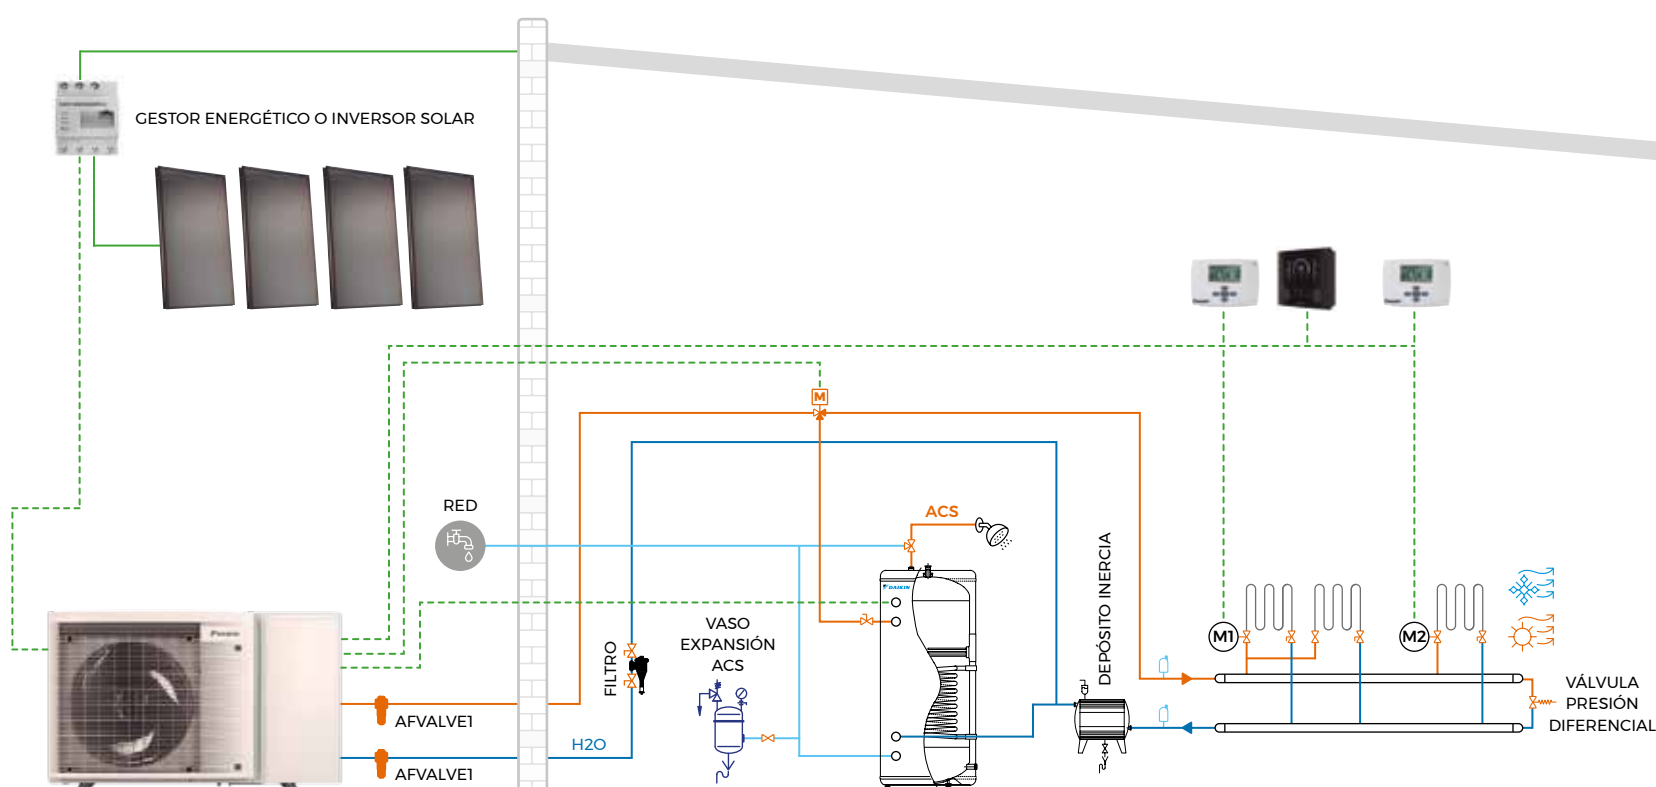 GESTOR ENERGÉTICO O INVERSOR SOLAR
M
RED
ACS
DAIKIN
VASO
EXPANSIÓN
ACS
FILTRO
DEPÓSITO INERCIA
M1
M2
AFVALVE1
H2O
AFVALVE1
VÁLVULA
PRESIÓN
DIFERENCIAL